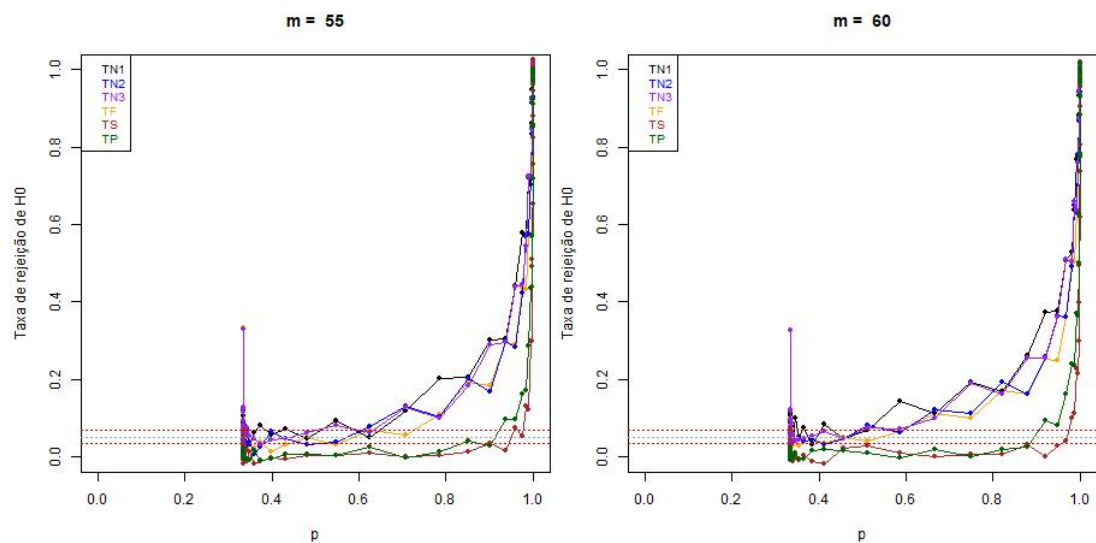 m = 55
Taxa de rejeição de H0
1.0
0.8
0.6
0.4
0.2
0.0
TN1
TN2
TN3
TF
TS
TP
0.0 0.2 0.4 0.6 0.8 1.0
p
m = 60
Taxa de rejeição de H0
1.0
0.8
0.6
0.4
0.2
0.0
TN1
TN2
TN3
TF
TS
TP
0.0 0.2 0.4 0.6 0.8 1.0
p